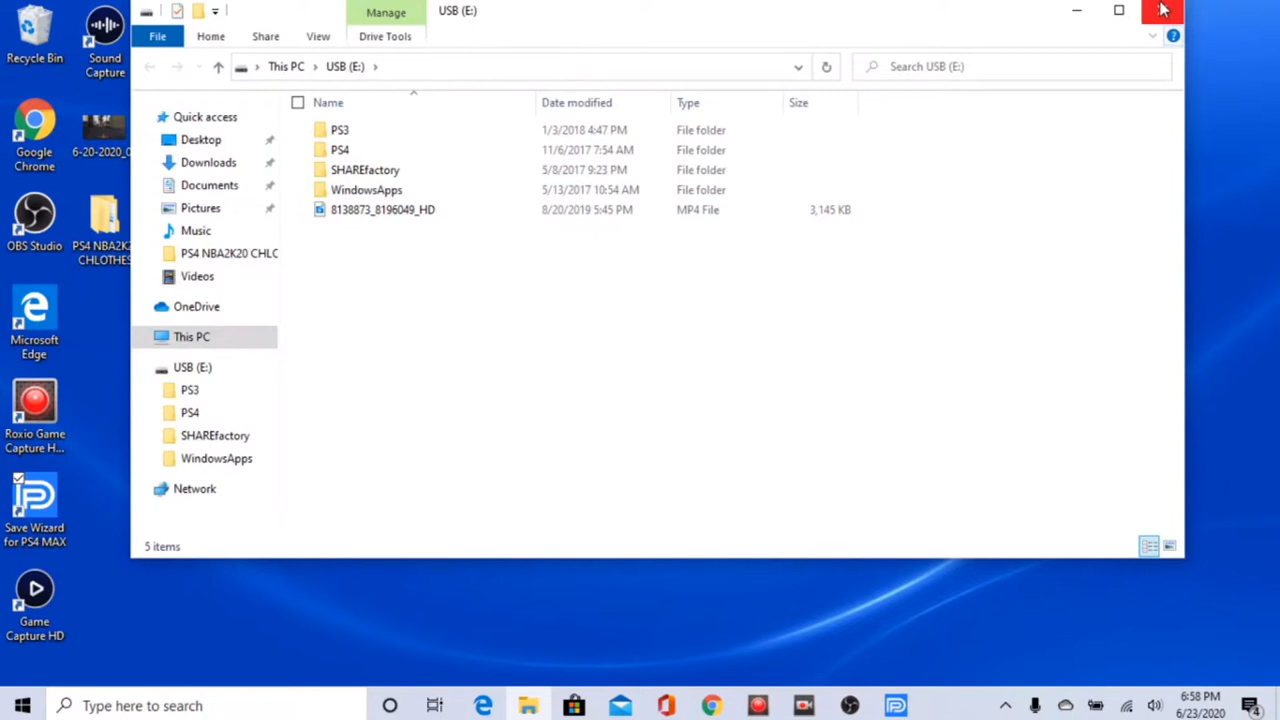 Manage
USB (E:)
File
Home
Share
View
Drive Tools
This PC
USB (E:)
Search USB (E:)
Name
Date modified
Type
Size
PS3
1/3/2018 4:47 PM
File folder
PS4
11/6/2017 7:54 AM
File folder
SHAREfactory
5/8/2017 9:23 PM
File folder
WindowsApps
5/13/2017 10:54 AM
File folder
8138873_8196049_HD
8/20/2019 5:45 PM
MP4 File
3,145 KB
Quick access
Desktop
Downloads
Documents
Pictures
Music
PS4 NBA2K20 CHLC
Videos
OneDrive
This PC
USB (E:)
PS3
PS4
SHAREfactory
WindowsApps
Network
5 items
Recycle Bin
Sound
Capture
Google
Chrome
6-20-2020_0
OBS Studio
PS4 NBA2K
CHLOTHES
Microsoft
Edge
Roxio Game
Capture H...
Save Wizard
for PS4 MAX
Game
Capture HD
Type here to search
6:58 PM
6/23/2020
4